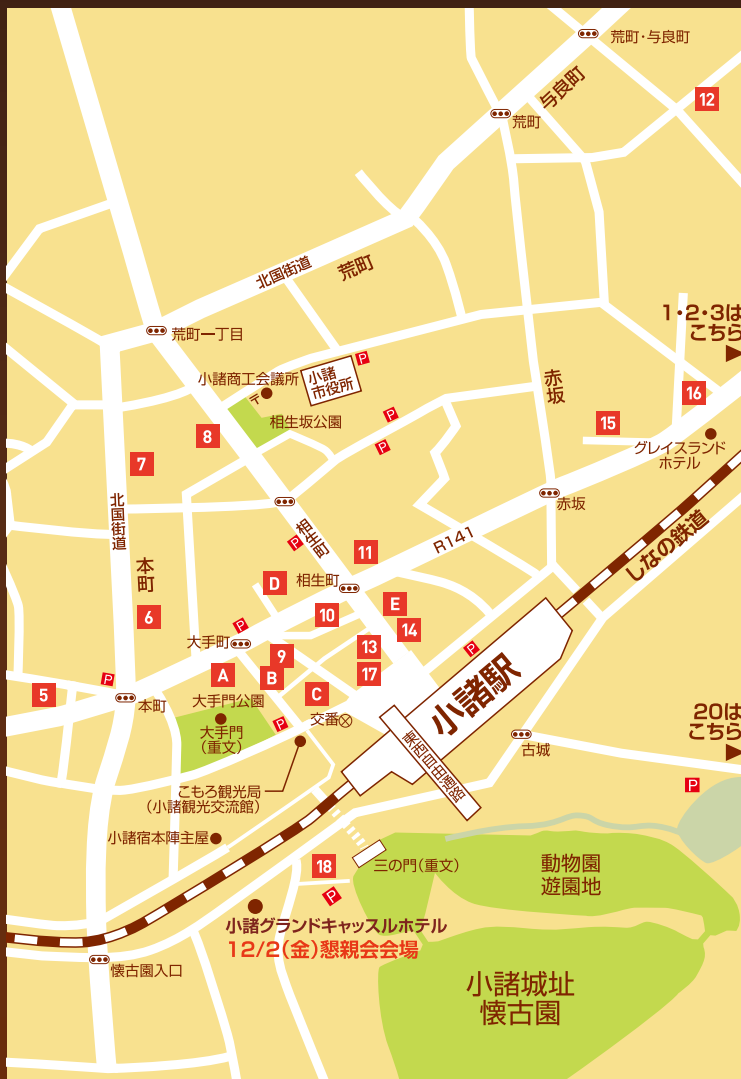 荒町・与良町
与良町
12
荒町
北国街道
荒町
1・2・3は
こちら
荒町一丁目
P
小諸商工会議所
小諸
市役所
〒
赤坂
相生坂公園
P
P
16
15
8
グレイスランド
ホテル
7
北国街道
赤坂
相生町
P
R141
しなの鉄道
11
本町
D
相生町
E
6
10
14
P
大手町
13
9
P
A
B
17
小諸駅
5
P
C
大手門公園
本町
交番
P
大手門
(重文)
20は
こちら
東西自由通路
古城
こもろ観光局
(小諸観光交流館)
P
小諸宿本陣主屋
18
三の門(重文)
動物園
遊園地
P
小諸グランドキャッスルホテル
12/2(金)懇親会会場
懐古園入口
小諸城址
懐古園